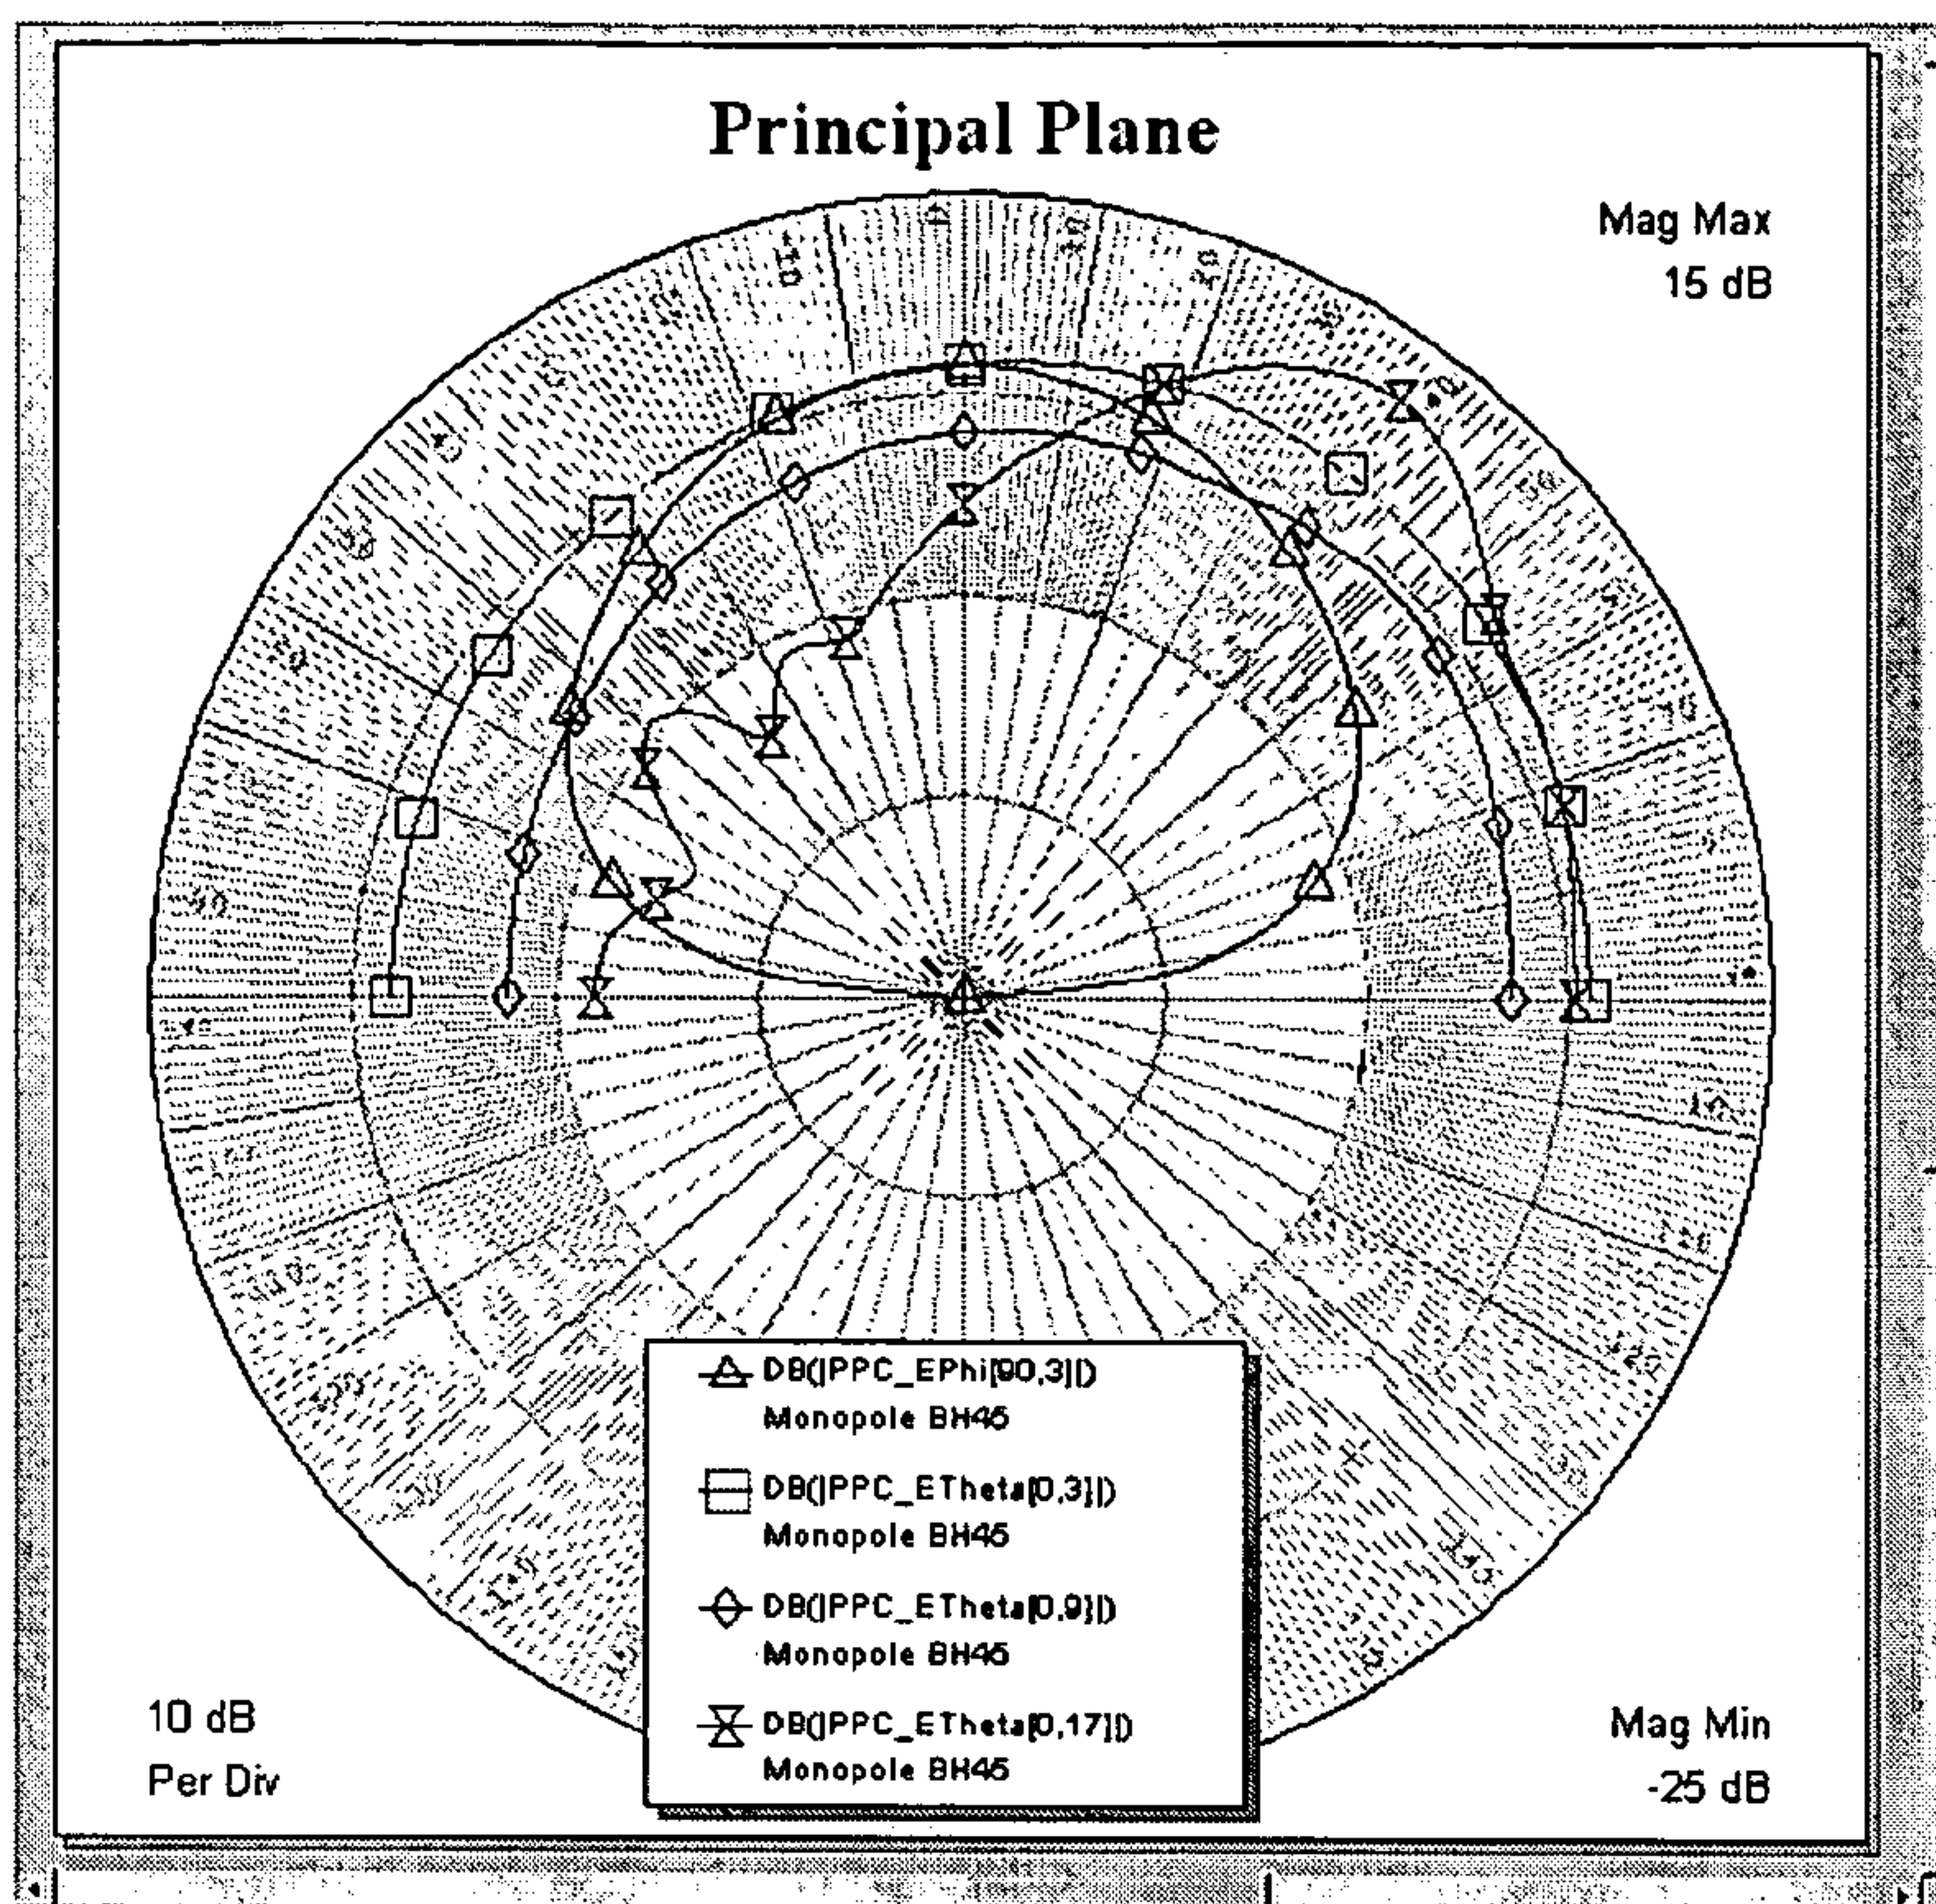 Principal Plane
Mag Max
15 dB
DB(|PPC_EPhi[90,3]|)
Monopole BH45
DB(|PPC_ETheta[0,3]|)
Monopole BH45
DB(|PPC_ETheta[0,9]|)
Monopole BH45
DB(|PPC_ETheta[0,17]|)
Monopole BH45
10 dB
Per Div
Mag Min
-25 dB